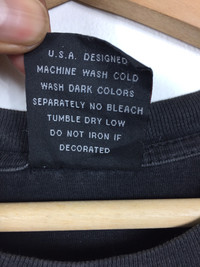 U.S.A. DESIGNED
MACHINE WASH COLD
WASH DARK COLORS
SEPARATELY NO BLEACH
TUMBLE DRY LOW
DO NOT IRON IF
DECORATED